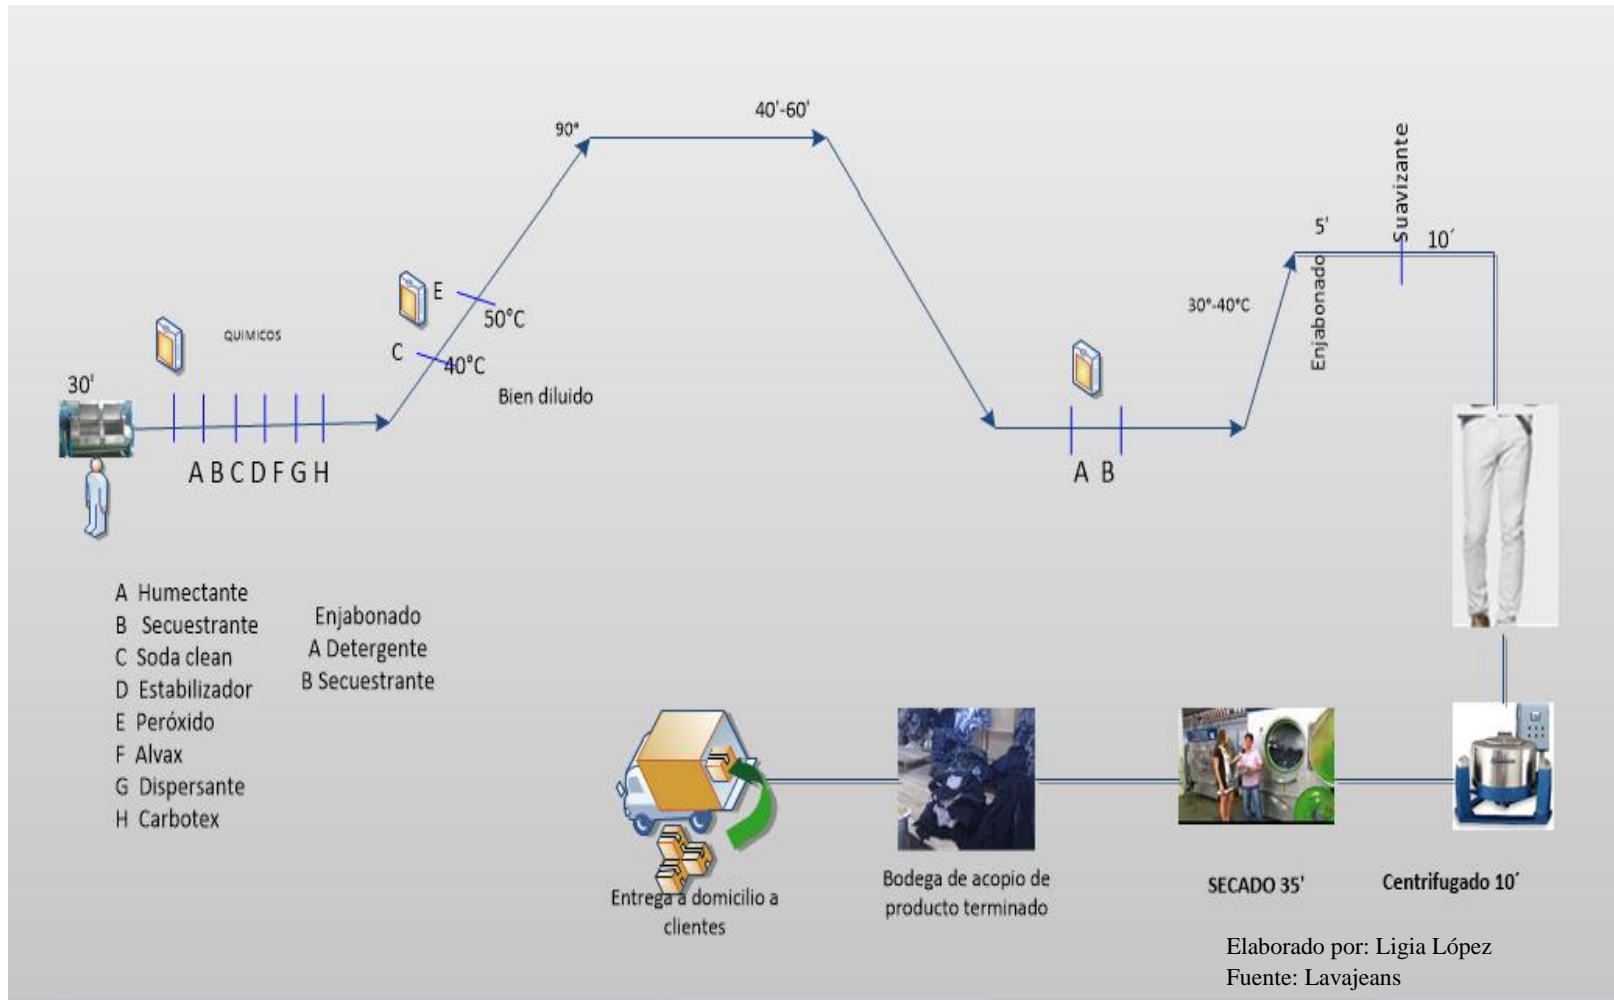 40'-60'
90°
Suavizante
5'
10´
Enjabonado
30°-40°C
E
50°C
C
40°C
Bien diluido
QUIMICOS
30'
A B C D F G H
A B
A Humectante
B Secuestrante
C Soda clean
D Estabilizador
E Peróxido
F Alvax
G Dispersante
H Carbotex
Enjabonado
A Detergente
B Secuestrante
Entrega a domicilio a
clientes
Bodega de acopio de
producto terminado
SECADO 35'
Centrifugado 10´
Elaborado por: Ligia López
Fuente: Lavajeans